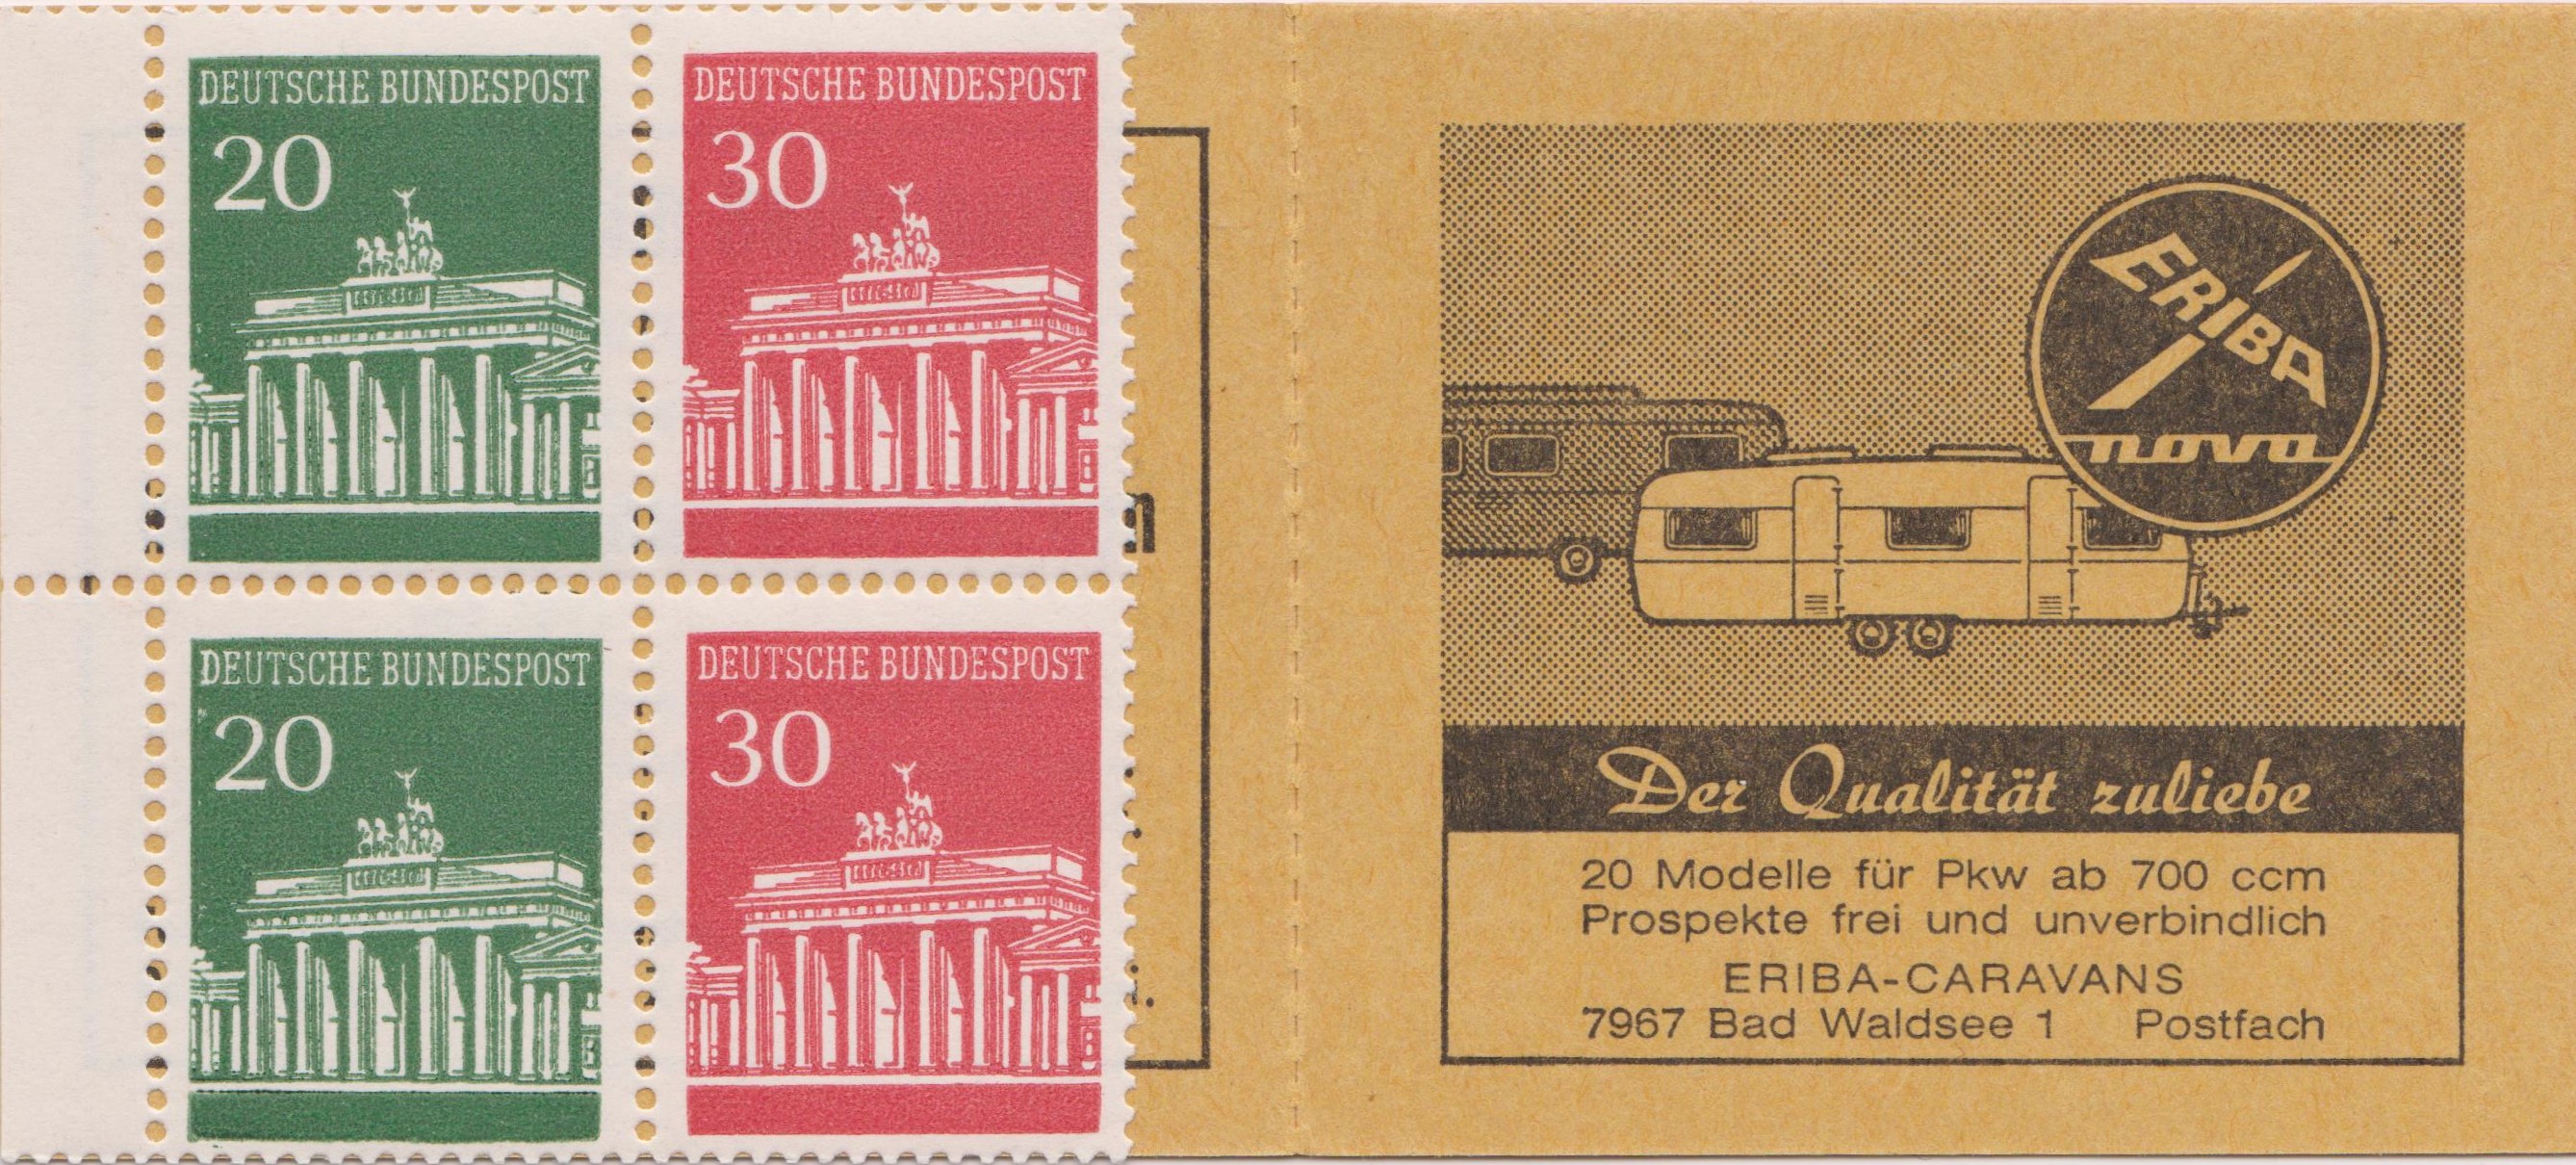 DEUTSCHE BUNDESPOST
20
DEUTSCHE BUNDESPOST
30
DEUTSCHE BUNDESPOST
20
DEUTSCHE BUNDESPOST
30
ERIBA
nova
Der Qualität zuliebe
20 Modelle für Pkw ab 700 ccm
Prospekte frei und unverbindlich
ERIBA-CARAVANS
7967 Bad Waldsee 1 Postfach